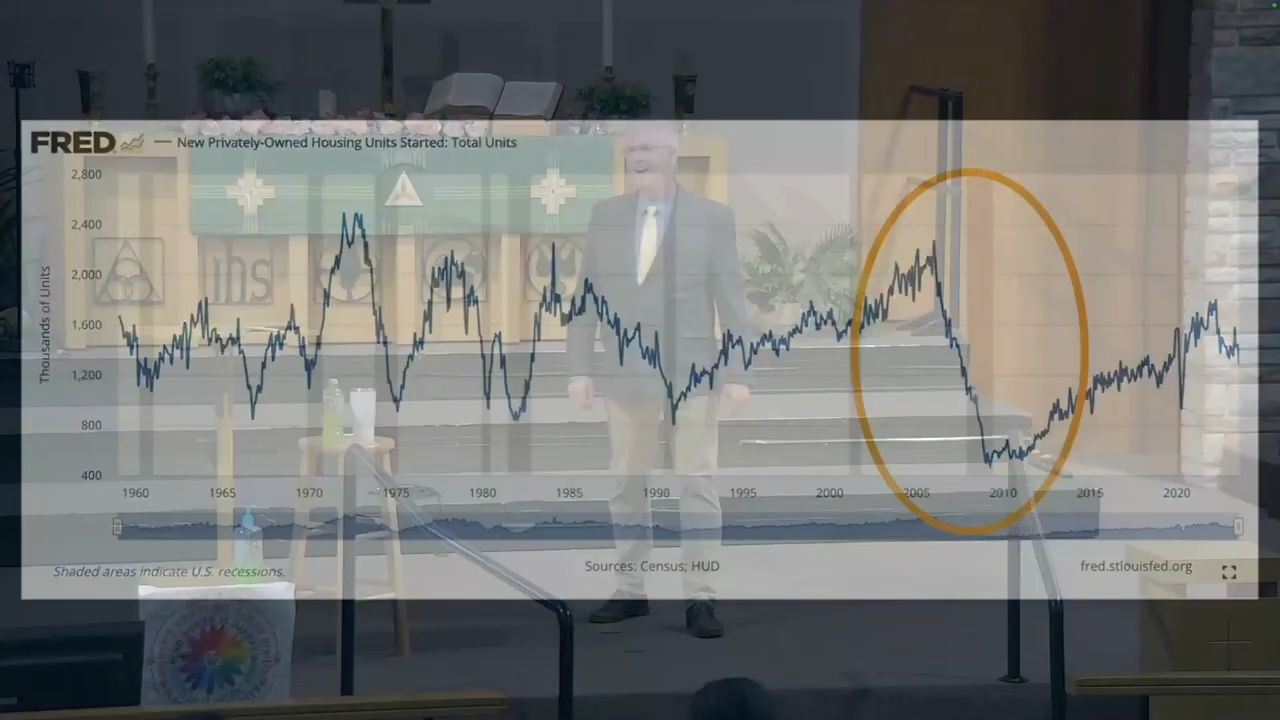 FRED
New Privately-Owned Housing Units Started: Total Units
2,800
2,400
2,000
1,600
1,200
800
400
Thousands of Units
ihs
1960 1965 1970 1975 1980 1985 1990 1995 2000 2005 2010 2015 2020
Shaded areas indicate U.S. recessions.
Sources: Census; HUD
fred.stlouisfed.org